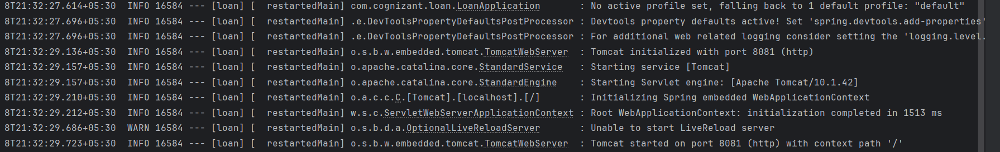 8T21:32:27.614+05:30  INFO 16584 --- [loan] [  restartedMain] com.cognizant.loan.LoanApplication       : No active profile set, falling back to 1 default profile: "default"
8T21:32:27.696+05:30  INFO 16584 --- [loan] [  restartedMain] .e.DevToolsPropertyDefaultsPostProcessor : Devtools property defaults active! Set 'spring.devtools.add-properties'
8T21:32:27.696+05:30  INFO 16584 --- [loan] [  restartedMain] .e.DevToolsPropertyDefaultsPostProcessor : For additional web related logging consider setting the 'logging.level.
8T21:32:29.136+05:30  INFO 16584 --- [loan] [  restartedMain] o.s.b.w.embedded.tomcat.TomcatWebServer  : Tomcat initialized with port 8081 (http)
8T21:32:29.157+05:30  INFO 16584 --- [loan] [  restartedMain] o.apache.catalina.core.StandardService   : Starting service [Tomcat]
8T21:32:29.157+05:30  INFO 16584 --- [loan] [  restartedMain] o.apache.catalina.core.StandardEngine    : Starting Servlet engine: [Apache Tomcat/10.1.42]
8T21:32:29.210+05:30  INFO 16584 --- [loan] [  restartedMain] o.a.c.c.C.[Tomcat].[localhost].[/]       : Initializing Spring embedded WebApplicationContext
8T21:32:29.212+05:30  INFO 16584 --- [loan] [  restartedMain] w.s.c.ServletWebServerApplicationContext : Root WebApplicationContext: initialization completed in 1513 ms
8T21:32:29.686+05:30  WARN 16584 --- [loan] [  restartedMain] o.s.b.d.a.OptionalLiveReloadServer       : Unable to start LiveReload server
8T21:32:29.723+05:30  INFO 16584 --- [loan] [  restartedMain] o.s.b.w.embedded.tomcat.TomcatWebServer  : Tomcat started on port 8081 (http) with context path '/'